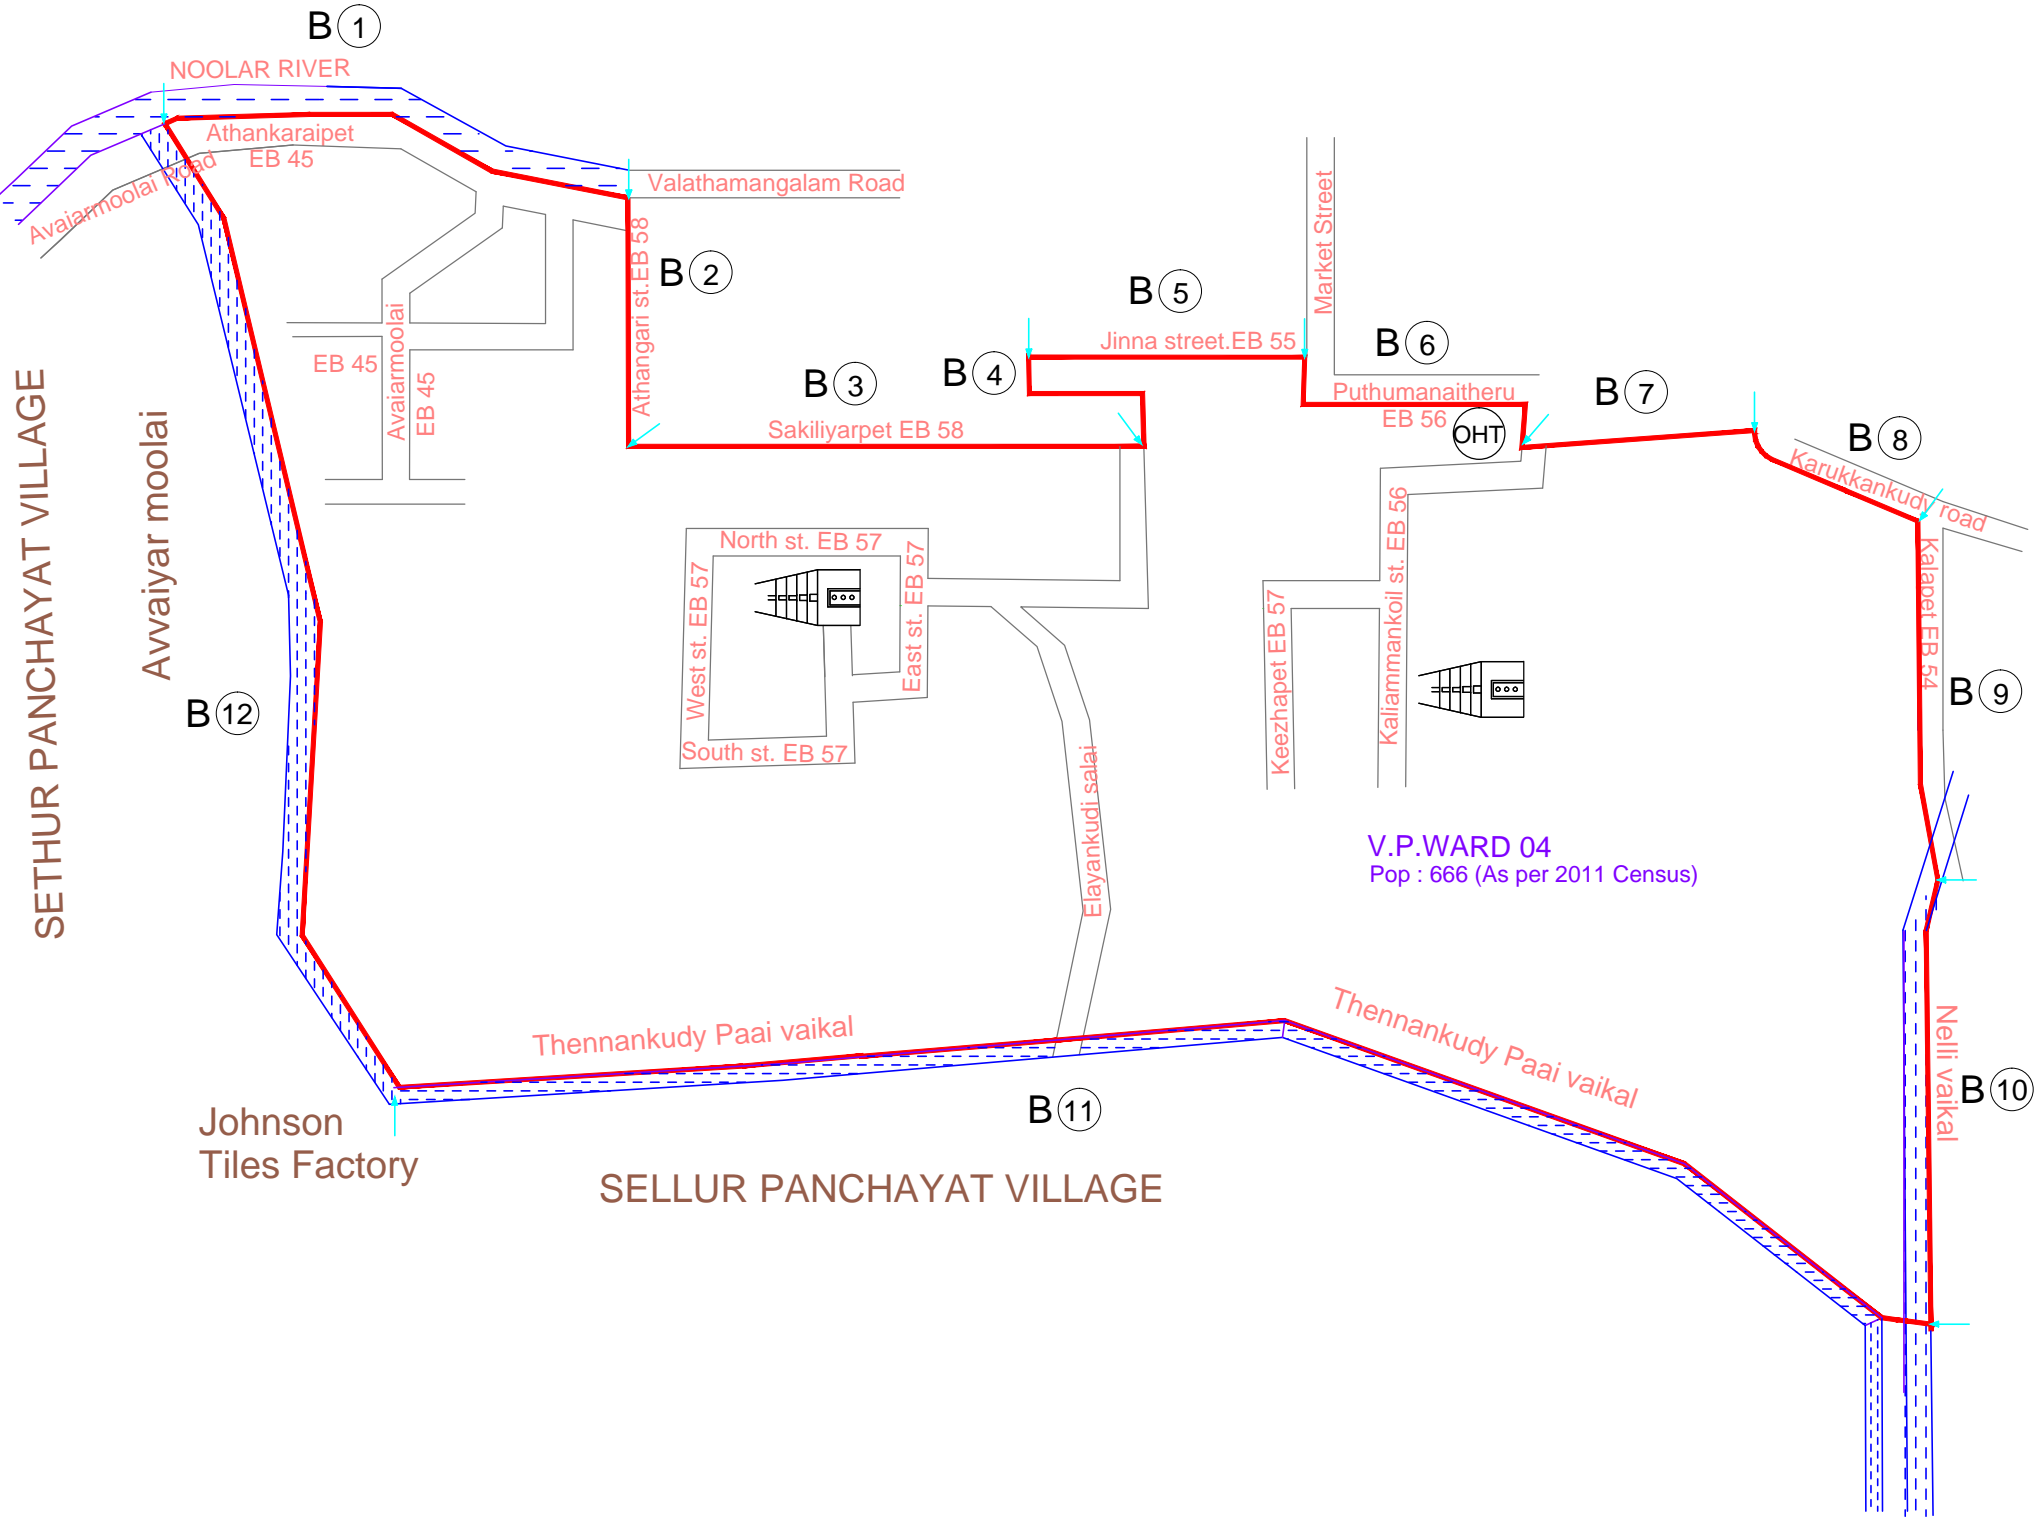 B 1
NOOLAR RIVER
Athankaraipet
EB 45
Avaiarmoolai Road
Valathamangalam Road
Athangari st.EB 58
B 2
Market Street
B 5
Jinna street.EB 55
B 6
Puthumanaitheru
EB 56
OHT
B 7
B 8
Karukkankudy road
B 4
B 3
Sakiliyarpet EB 58
EB 45
Avaiarmoolai
EB 45
SETHUR PANCHAYAT VILLAGE
Avvaiyar moolai
North st. EB 57
West st. EB 57
East st. EB 57
South st. EB 57
Kaliammankoil st. EB 56
Keezhapet EB 57
Kalapet EB 54
B 9
B 12
Elayankudi salai
V.P.WARD 04
Pop : 666 (As per 2011 Census)
Thennankudy Paai vaikal
Thennankudy Paai vaikal
Nelli vaikal
B 10
B 11
Johnson
Tiles Factory
SELLUR PANCHAYAT VILLAGE